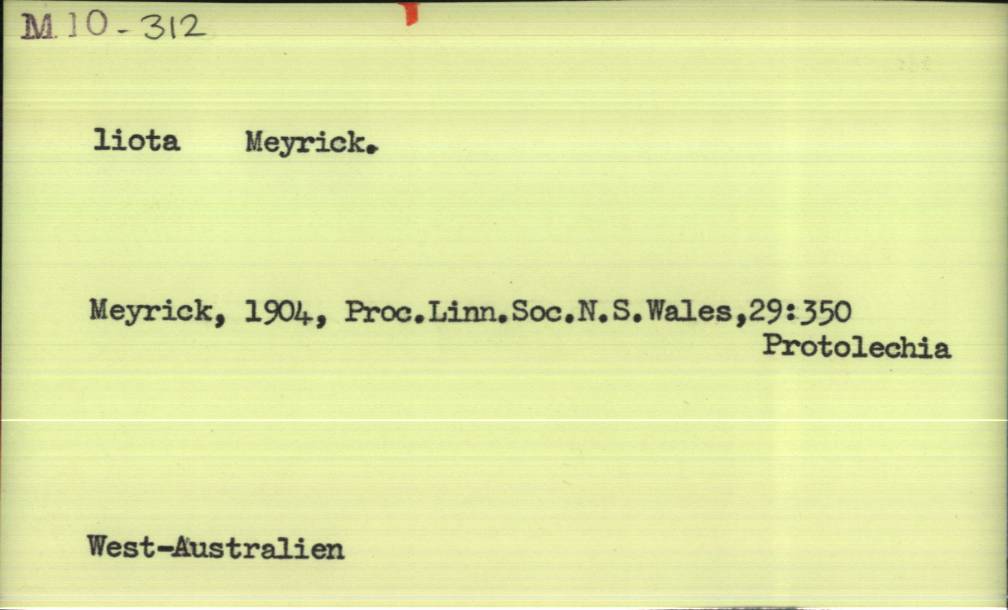 M 10-312
liota Meyrick.
Meyrick, 1904, Proc.Linn.Soc.N.S.Wales,29:350
Protolechia
West-Australien